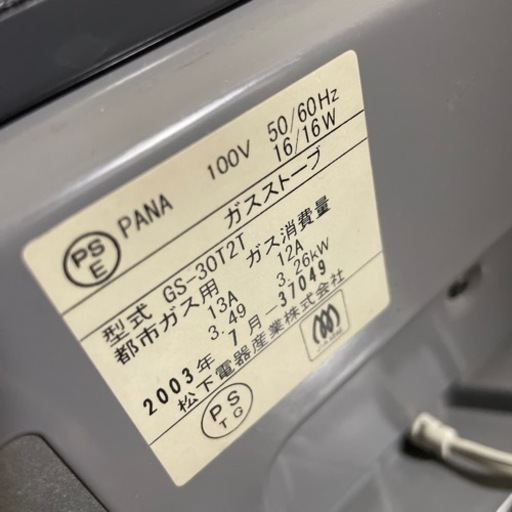 PS E PANA 100V 50/60Hz 16/16W
ガスストーブ
型式 GS-30T2T
都市ガス用 ガス消費量
13A 12A
3.49 3.26kW
2003年 1月-37049
松下電器産業株式会社
PS TG